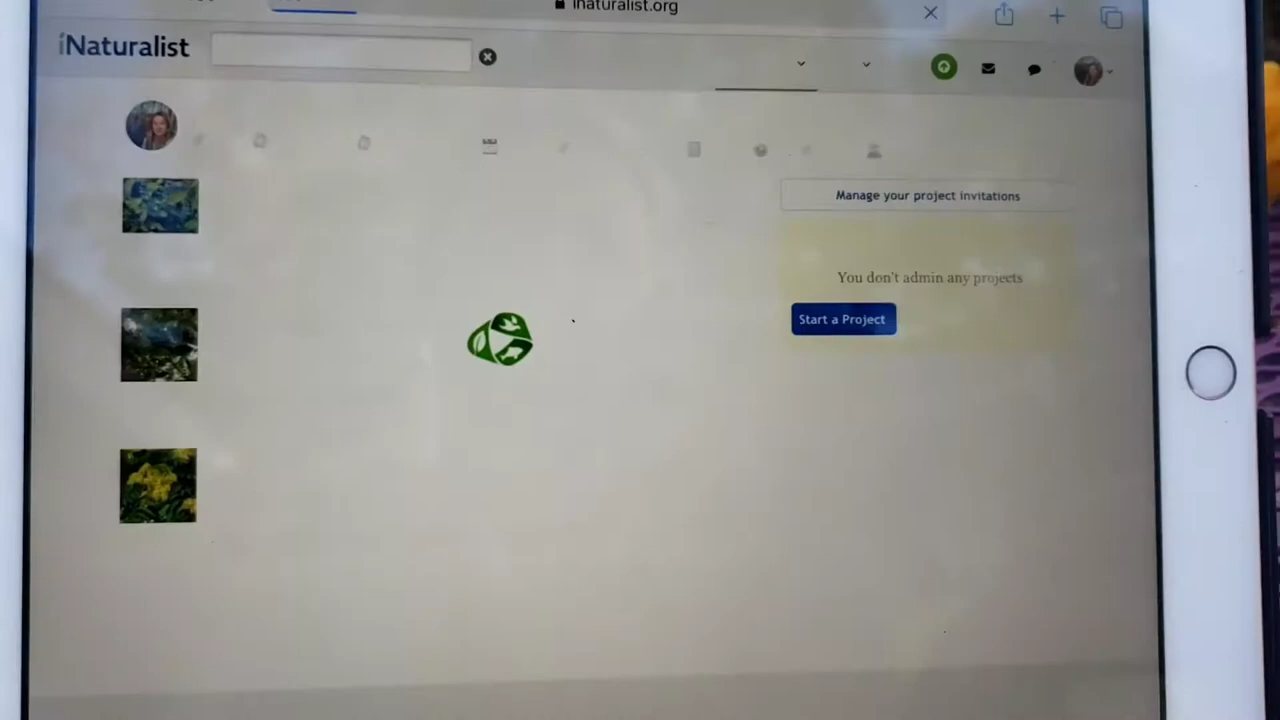 inaturalist.org
iNaturalist
Manage your project invitations
You don't admin any projects
Start a Project